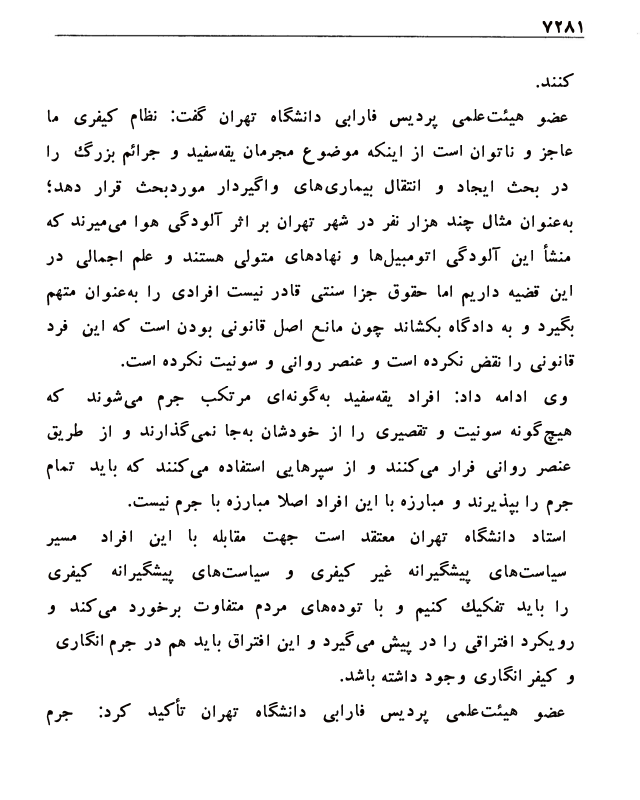 ۷۲۸۱
کنند.
عضو هیئت‌علمی پردیس فارابی دانشگاه تهران گفت: نظام کیفری ما
عاجز و ناتوان است از اینکه موضوع مجرمان یقه‌سفید و جرائم بزرگ را
در بحث ایجاد و انتقال بیماری‌های واگیردار موردبحث قرار دهد؛
به‌عنوان مثال چند هزار نفر در شهر تهران بر اثر آلودگی هوا می‌میرند که
منشأ این آلودگی اتومبیل‌ها و نهادهای متولی هستند و علم اجمالی در
این قضیه داریم اما حقوق جزا سنتی قادر نیست افرادی را به‌عنوان متهم
بگیرد و به دادگاه بکشاند چون مانع اصل قانونی بودن است که این فرد
قانونی را نقض نکرده است و عنصر روانی و سونیت نکرده است.
وی ادامه داد: افراد یقه‌سفید به‌گونه‌ای مرتکب جرم می‌شوند که
هیچ‌گونه سونیت و تقصیری را از خودشان به‌جا نمی‌گذارند و از طریق
عنصر روانی فرار می‌کنند و از سپرهایی استفاده می‌کنند که باید تمام
جرم را بپذیرند و مبارزه با این افراد اصلا مبارزه با جرم نیست.
استاد دانشگاه تهران معتقد است جهت مقابله با این افراد مسیر
سیاست‌های پیشگیرانه غیر کیفری و سیاست‌های پیشگیرانه کیفری
را باید تفکیك کنیم و با توده‌های مردم متفاوت برخورد می‌کند و
رویکرد افتراقی را در پیش می‌گیرد و این افتراق باید هم در جرم انگاری
و کیفر انگاری وجود داشته باشد.
عضو هیئت‌علمی پردیس فارابی دانشگاه تهران تأکید کرد: جرم